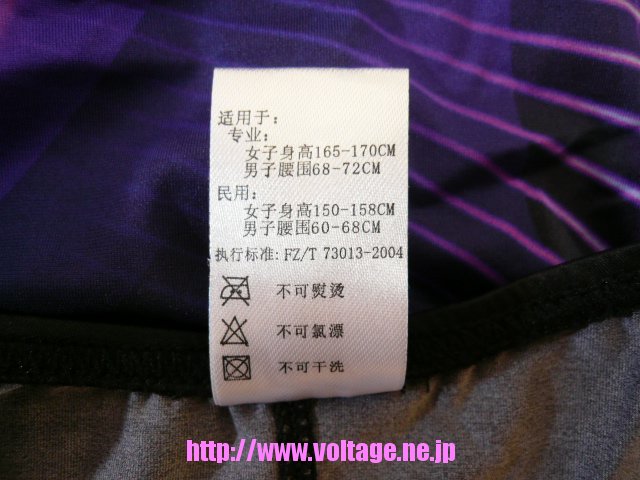 适用于:
专业:
女子身高165-170CM
男子腰围68-72CM
民用:
女子身高150-158CM
男子腰围60-68CM
执行标准: FZ/T 73013-2004
不可熨烫
不可氯漂
不可干洗
http://www.voltage.ne.jp